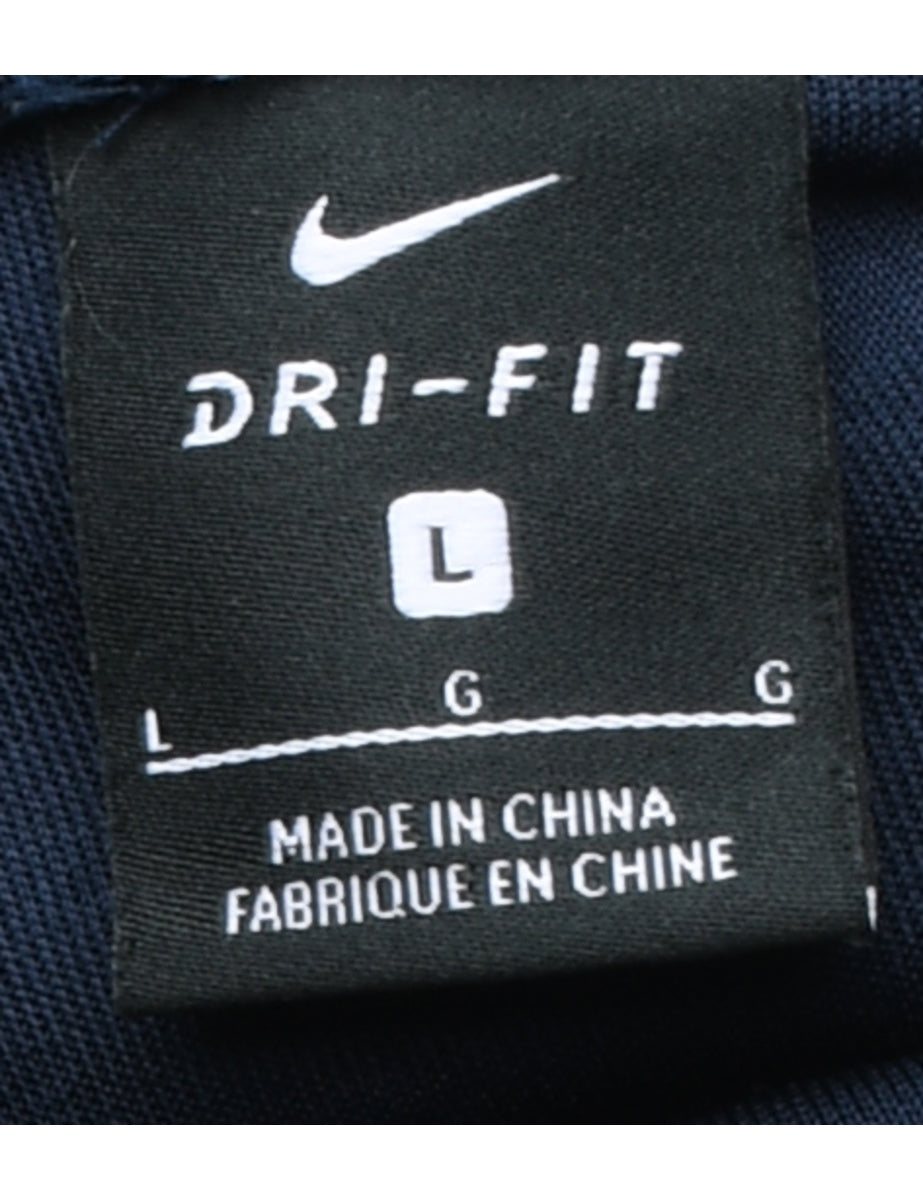 DRI-FIT
L
L G G
MADE IN CHINA
FABRIQUE EN CHINE